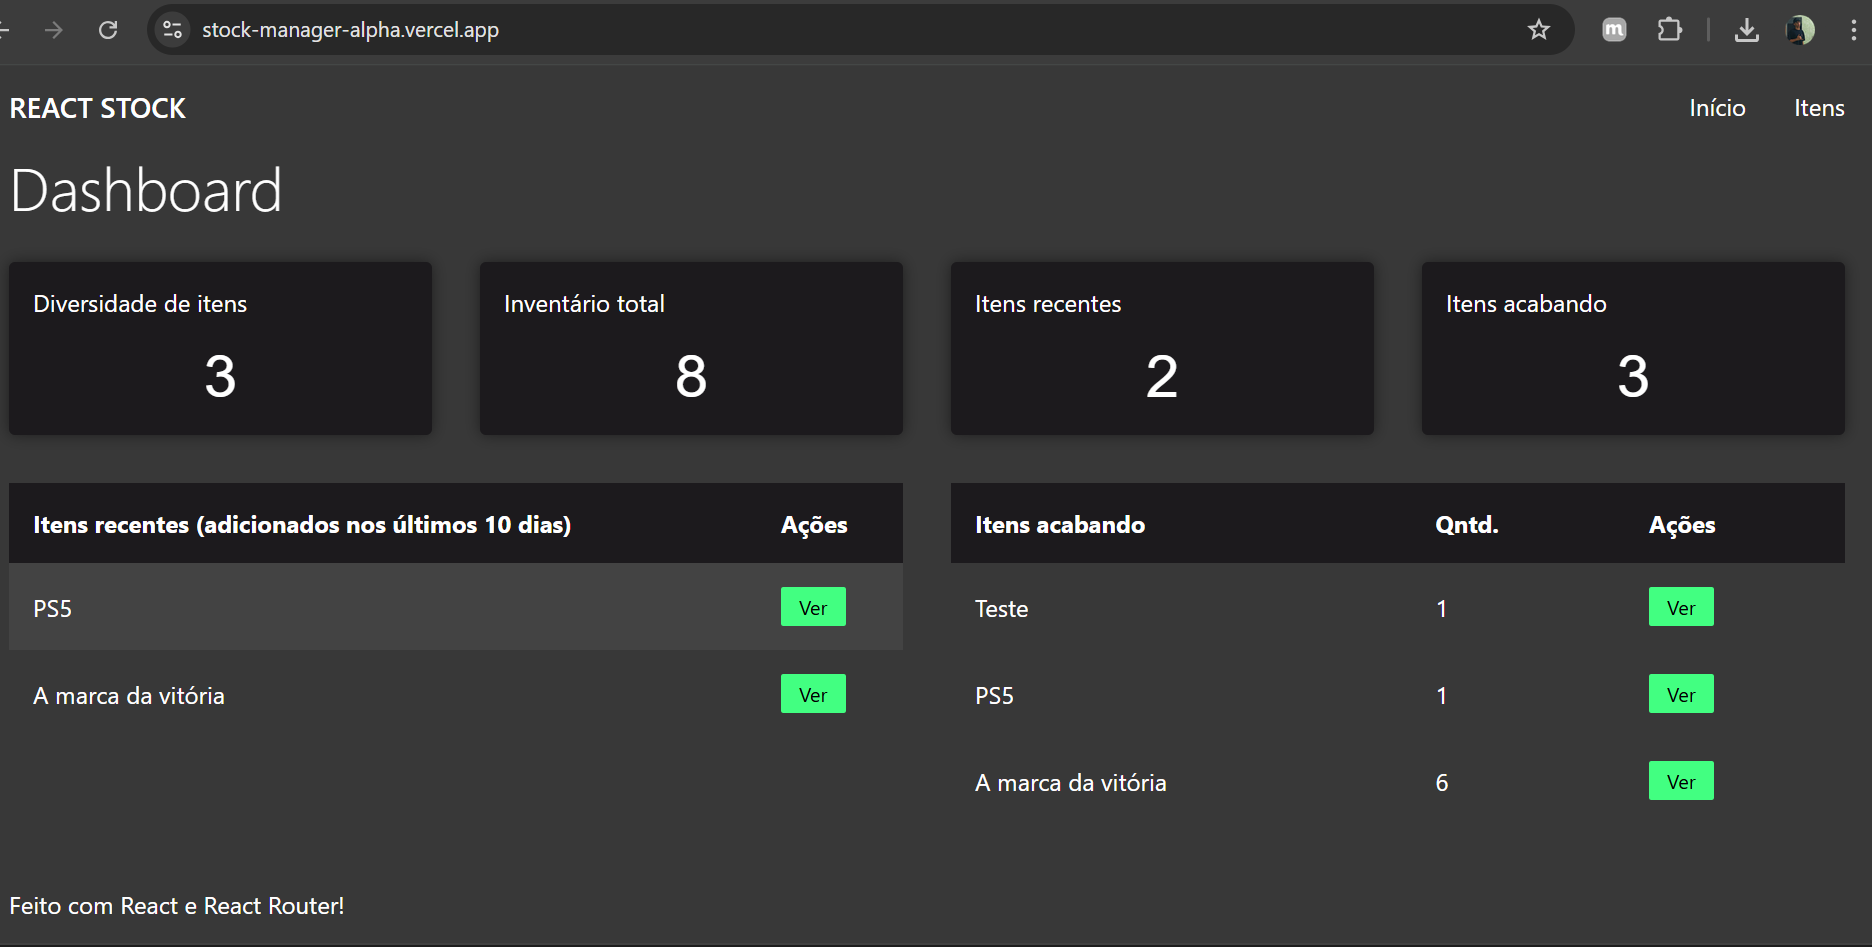 stock-manager-alpha.vercel.app
m
REACT STOCK Início Itens
Dashboard
Diversidade de itens Inventário total Itens recentes Itens acabando
3 8 2 3
Itens recentes (adicionados nos últimos 10 dias) Ações
PS5 Ver
A marca da vitória Ver
Itens acabando Qntd. Ações
Teste 1 Ver
PS5 1 Ver
A marca da vitória 6 Ver
Feito com React e React Router!